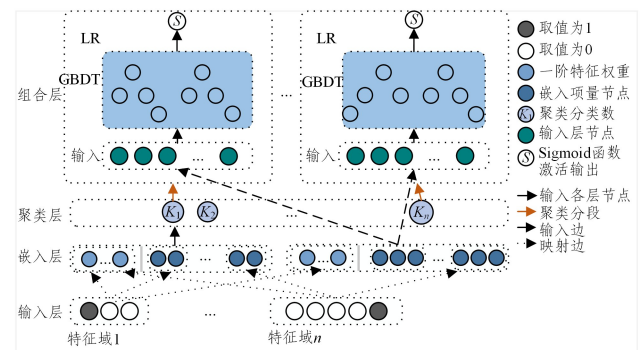 S
S
LR
LR
GBDT
GBDT
组合层
...
输入
...
输入
...
聚类层
K1
K2
...
Kn
嵌入层
...
...
...
...
输入层
...
特征域1
特征域n
取值为1
取值为0
一阶特征权重
嵌入项量节点
K1
聚类分类数
输入层节点
S
Sigmoid函数
激活输出
输入各层节点
聚类分段
输入边
映射边